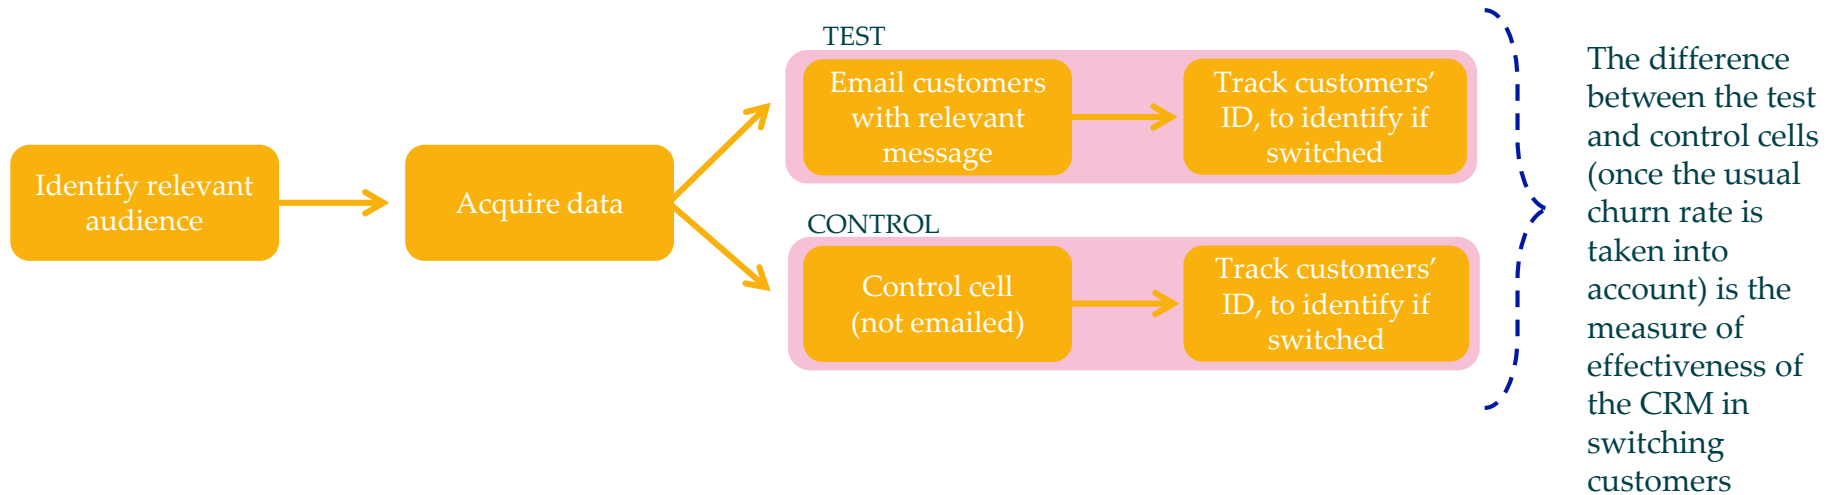 Identify relevant
audience
Acquire data
TEST
Email customers
with relevant
message
Track customers’
ID, to identify if
switched
CONTROL
Control cell
(not emailed)
Track customers’
ID, to identify if
switched
The difference
between the test
and control cells
(once the usual
churn rate is
taken into
account) is the
measure of
effectiveness of
the CRM in
switching
customers